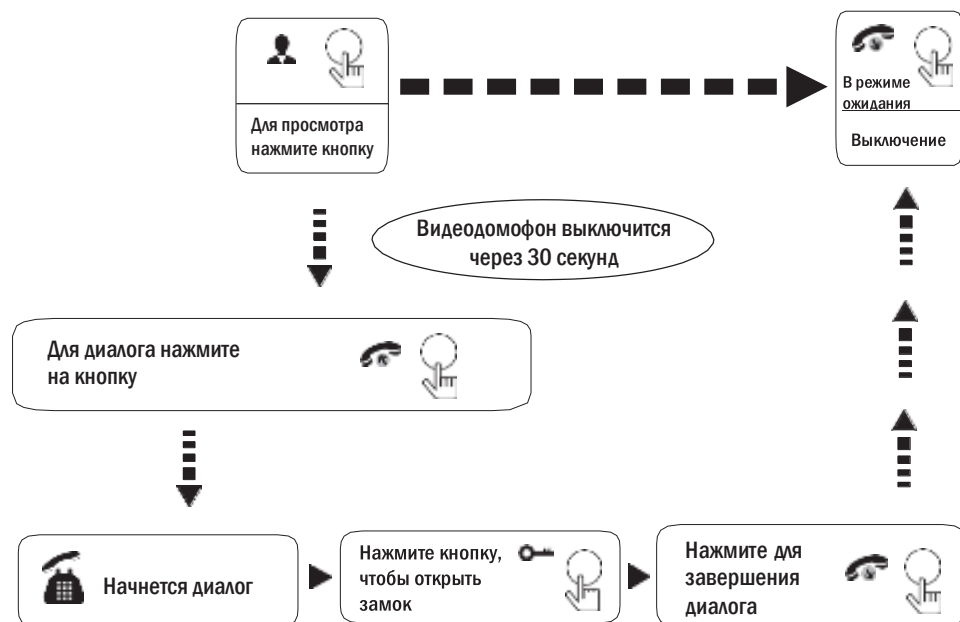 Для просмотра
нажмите кнопку
В режиме
ожидания
Выключение
Видеодомофон выключится
через 30 секунд
Для диалога нажмите
на кнопку
Начнется диалог
Нажмите кнопку,
чтобы открыть
замок
Нажмите для
завершения
диалога